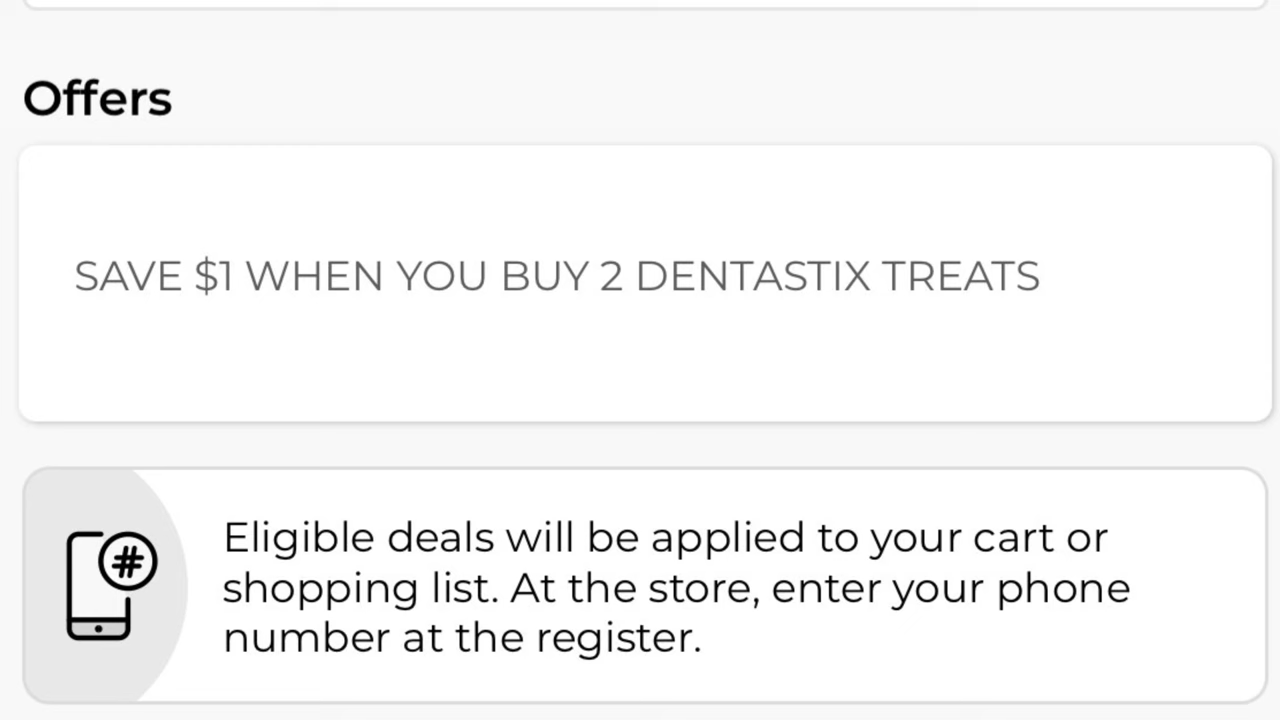 Offers
SAVE $1 WHEN YOU BUY 2 DENTASTIX TREATS
#
Eligible deals will be applied to your cart or
shopping list. At the store, enter your phone
number at the register.